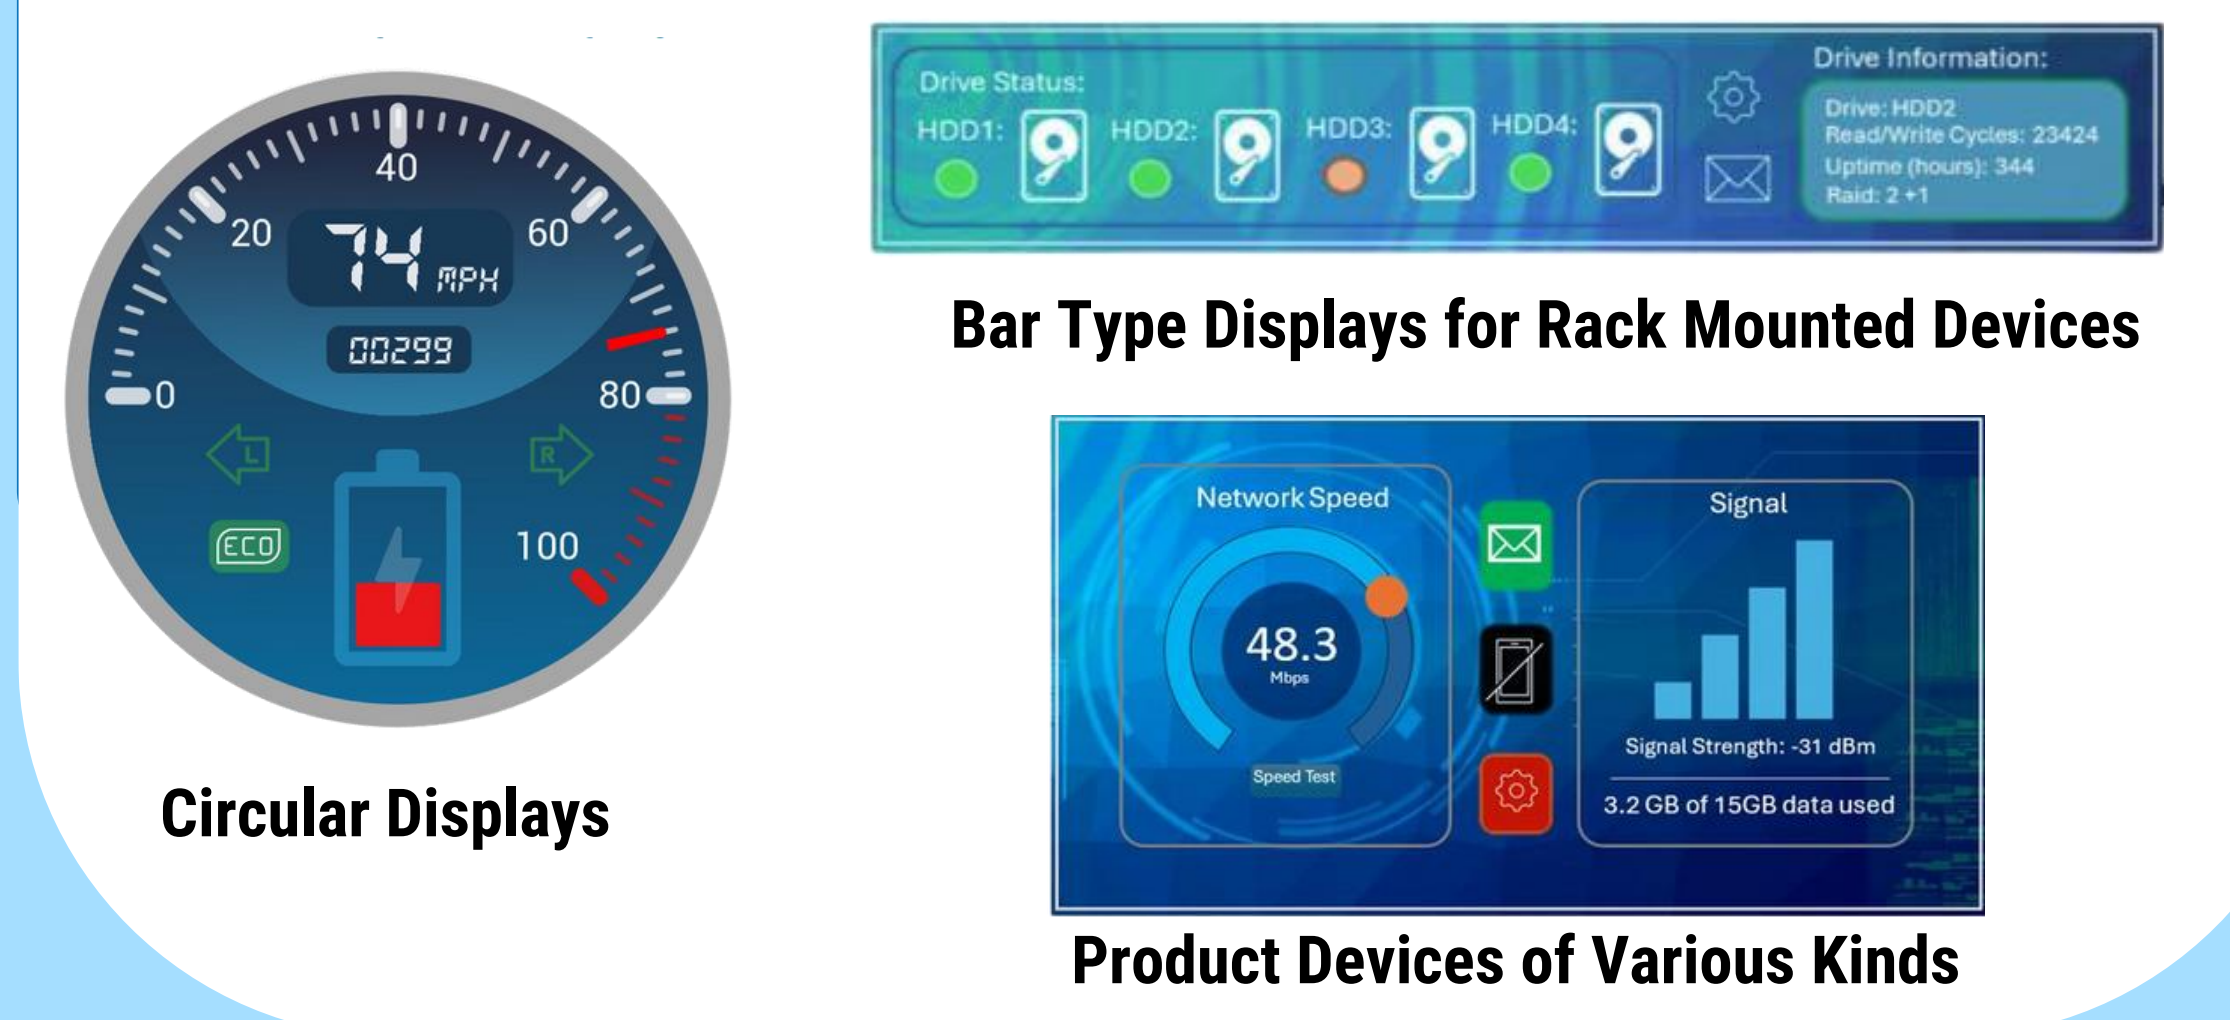 40
20
60
74 MPH
00299
0
80
L
R
ECO
100
Circular Displays
Drive Status:
HDD1:
HDD2:
HDD3:
HDD4:
Drive Information:
Drive: HDD2
Read/Write Cycles: 23424
Uptime (hours): 344
Raid: 2 +1
Bar Type Displays for Rack Mounted Devices
Network Speed
48.3
Mbps
Speed Test
Signal
Signal Strength: -31 dBm
3.2 GB of 15GB data used
Product Devices of Various Kinds